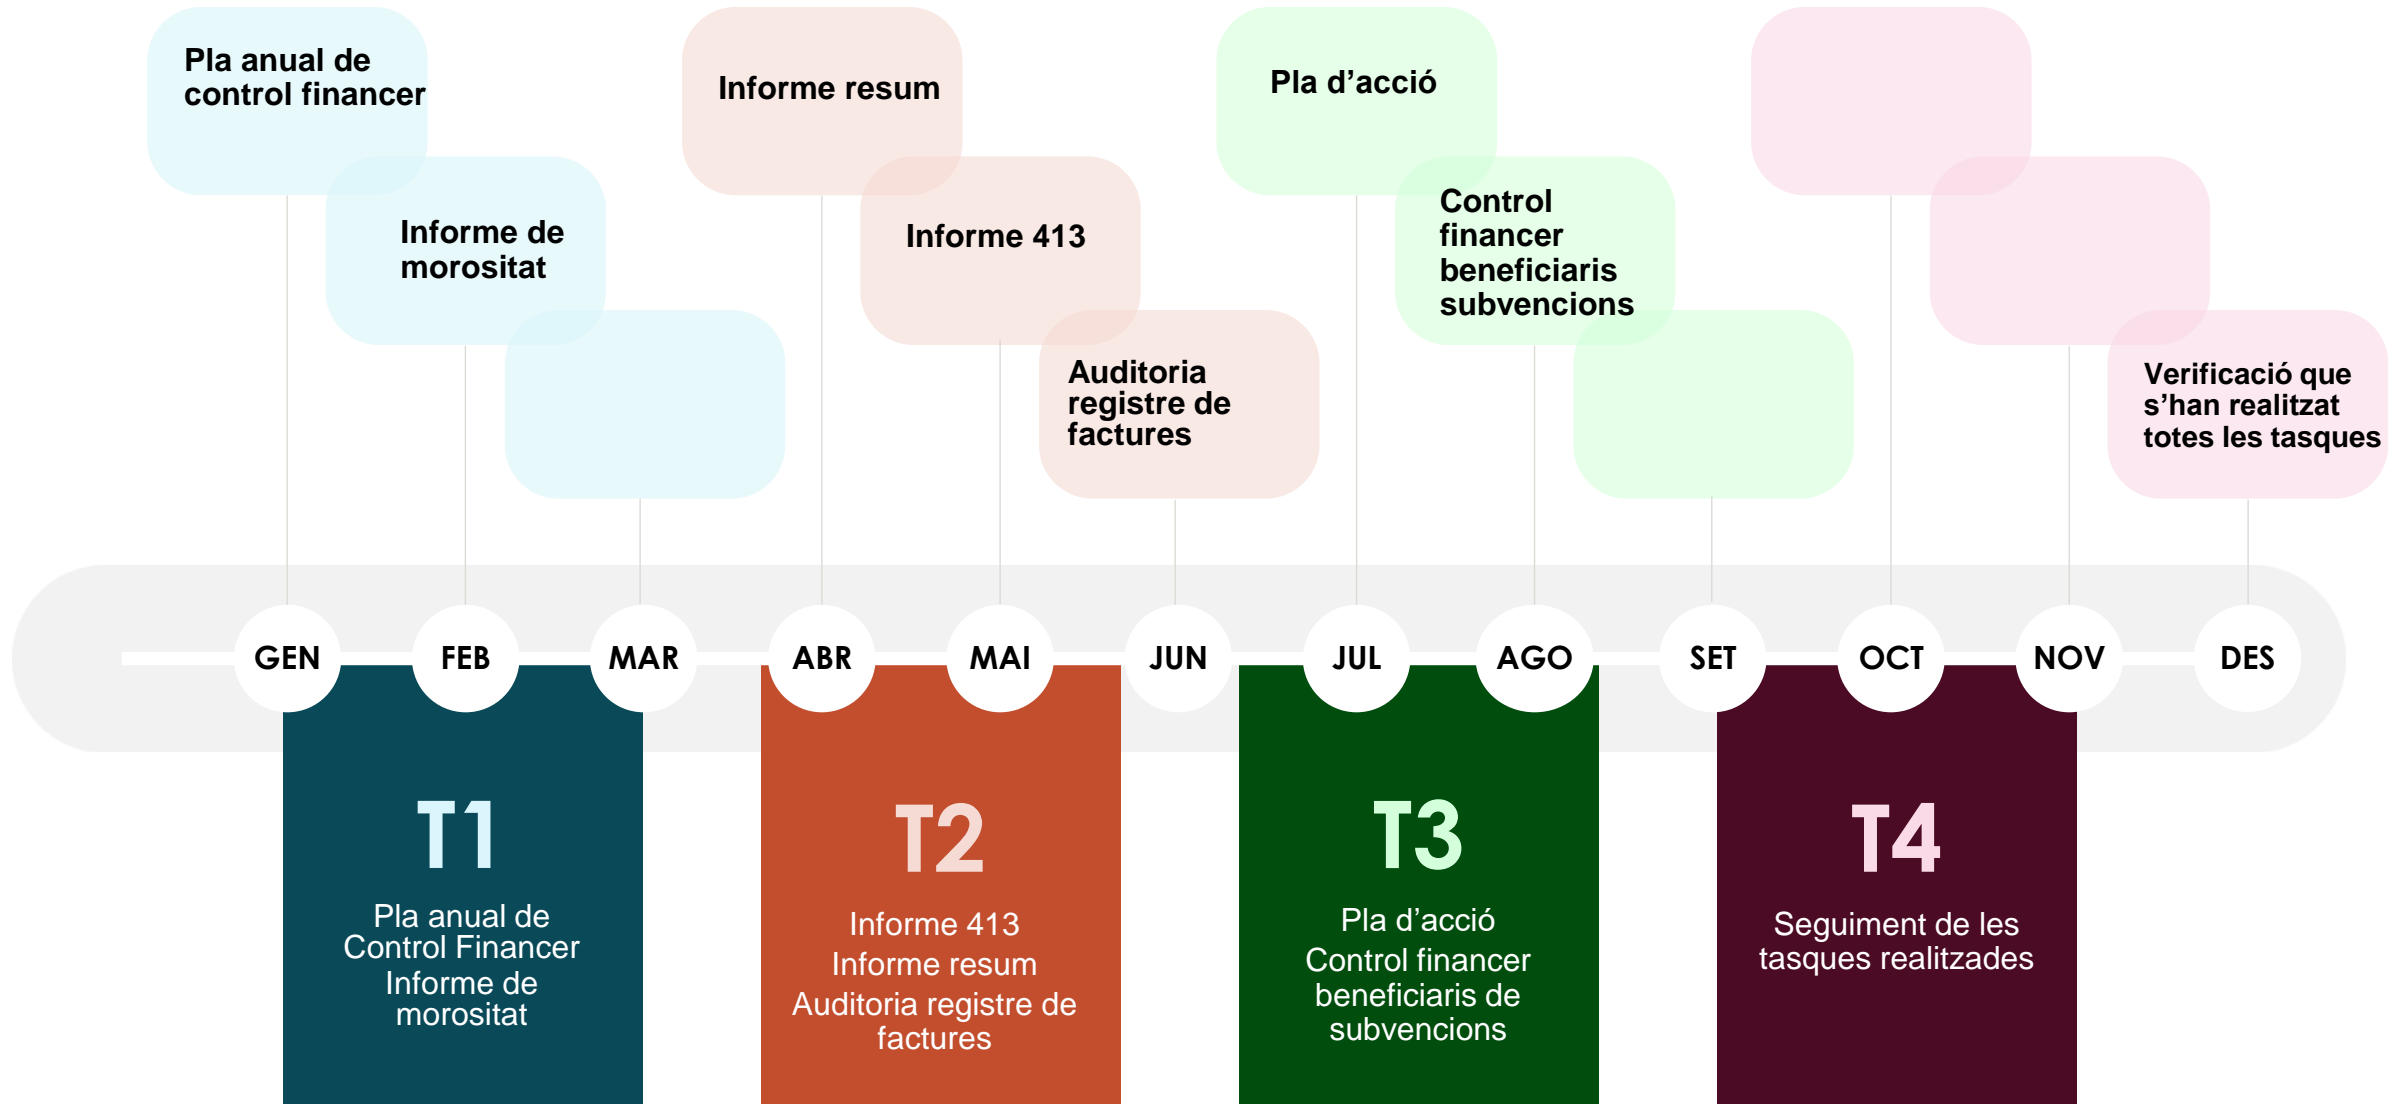 Pla anual de
control financer
Informe de
morositat
Informe resum
Informe 413
Auditoria
registre de
factures
Pla d’acció
Control
financer
beneficiaris
subvencions
Verificació que
s’han realitzat
totes les tasques
GEN
FEB
MAR
ABR
MAI
JUN
JUL
AGO
SET
OCT
NOV
DES
T1
Pla anual de
Control Financer
Informe de
morositat
T2
Informe 413
Informe resum
Auditoria registre de
factures
T3
Pla d’acció
Control financer
beneficiaris de
subvencions
T4
Seguiment de les
tasques realitzades